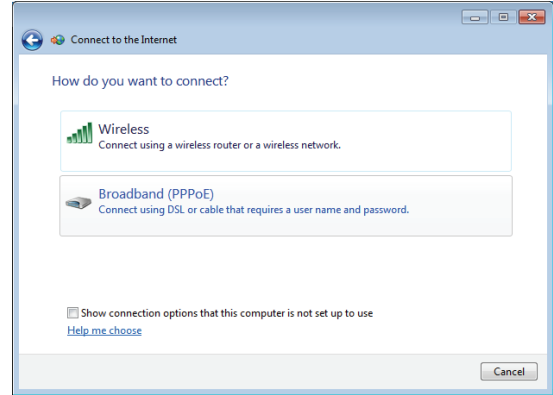 Connect to the Internet
How do you want to connect?
Wireless
Connect using a wireless router or a wireless network.
Broadband (PPPoE)
Connect using DSL or cable that requires a user name and password.
Show connection options that this computer is not set up to use
Help me choose
Cancel